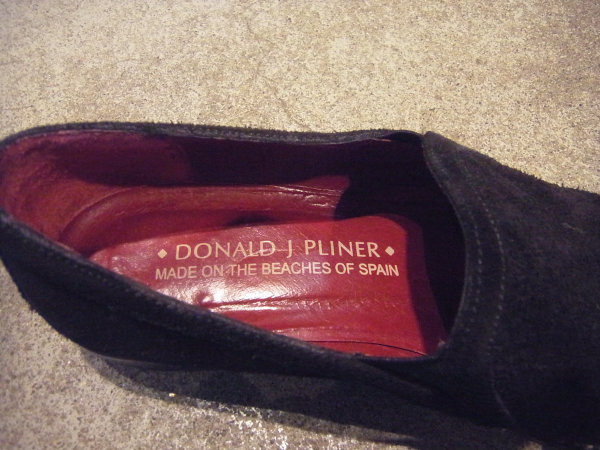 ◆ DONALD J PLINER ◆
MADE ON THE BEACHES OF SPAIN